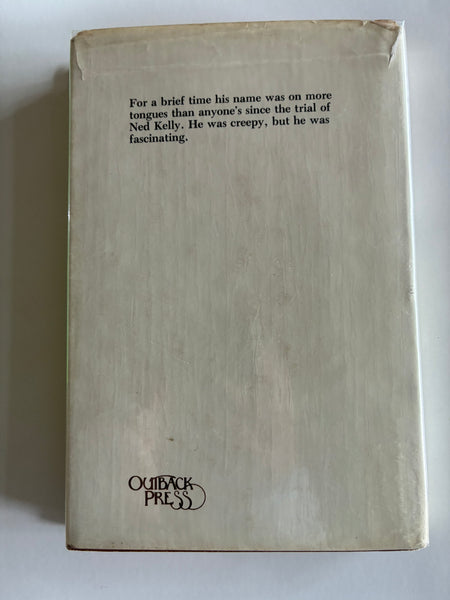 For a brief time his name was on more
tongues than anyone's since the trial of
Ned Kelly. He was creepy, but he was
fascinating.
OUTBACK
PRESS